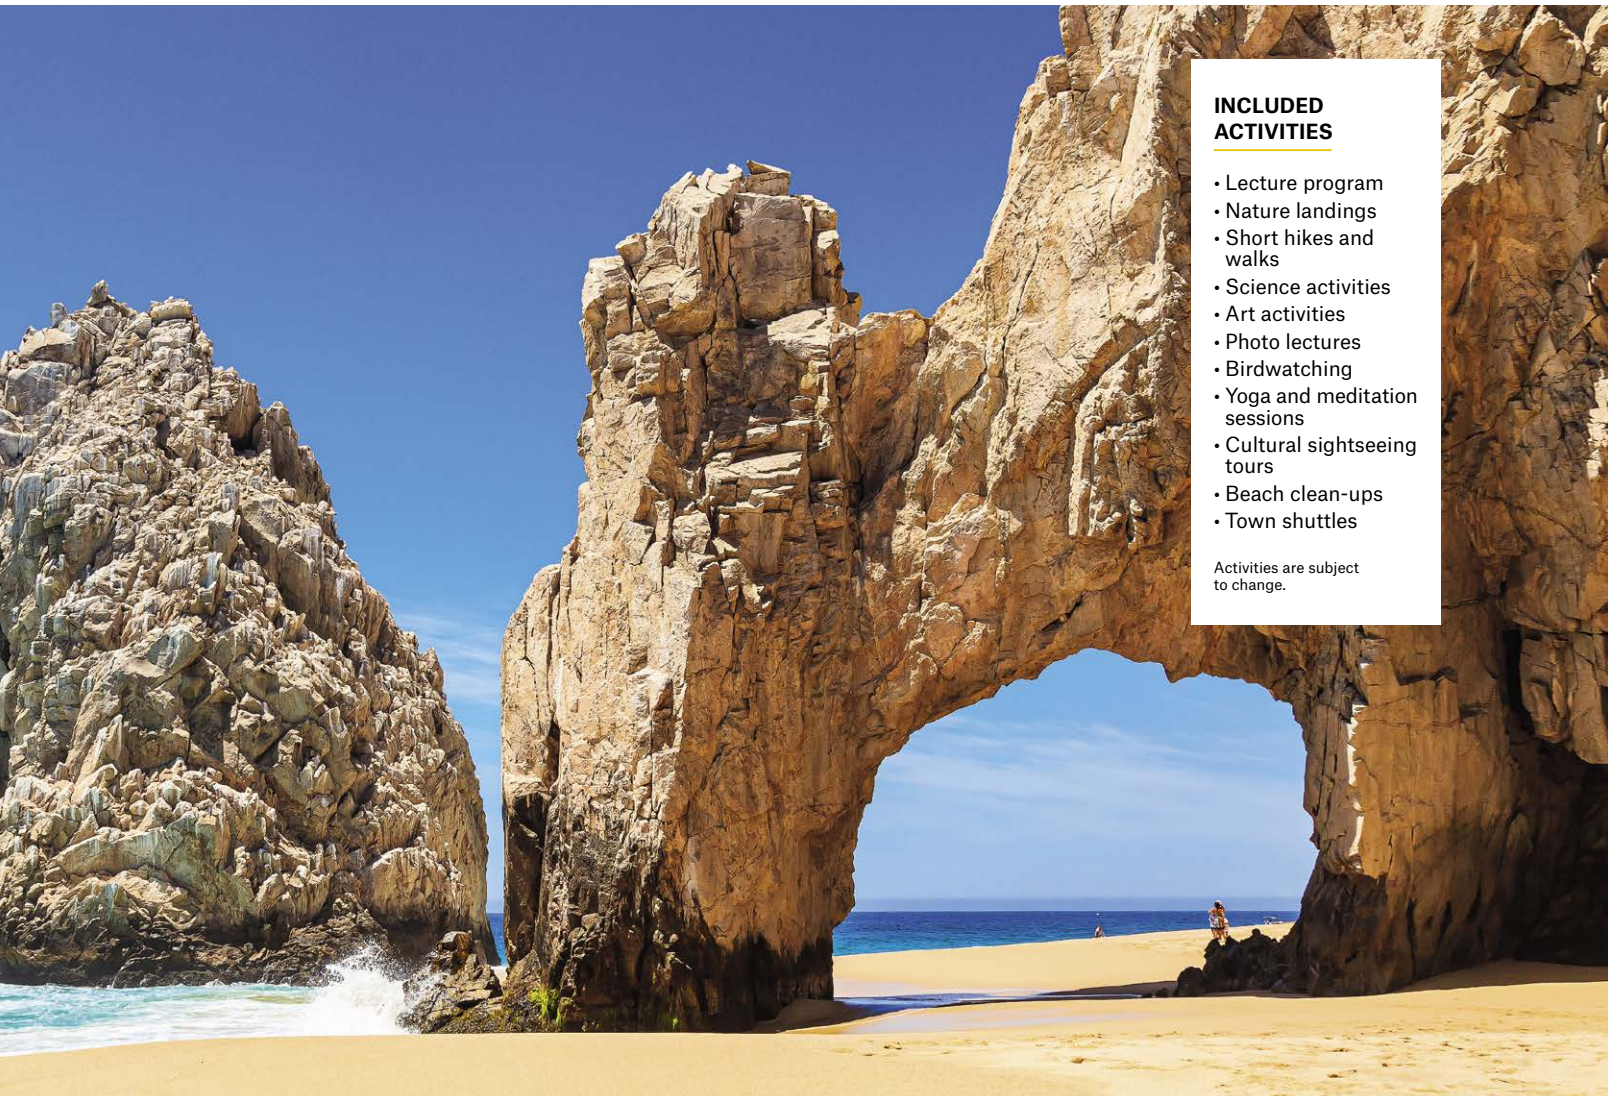 INCLUDED
ACTIVITIES
• Lecture program
• Nature landings
• Short hikes and
walks
• Science activities
• Art activities
• Photo lectures
• Birdwatching
• Yoga and meditation
sessions
• Cultural sightseeing
tours
• Beach clean-ups
• Town shuttles
Activities are subject
to change.